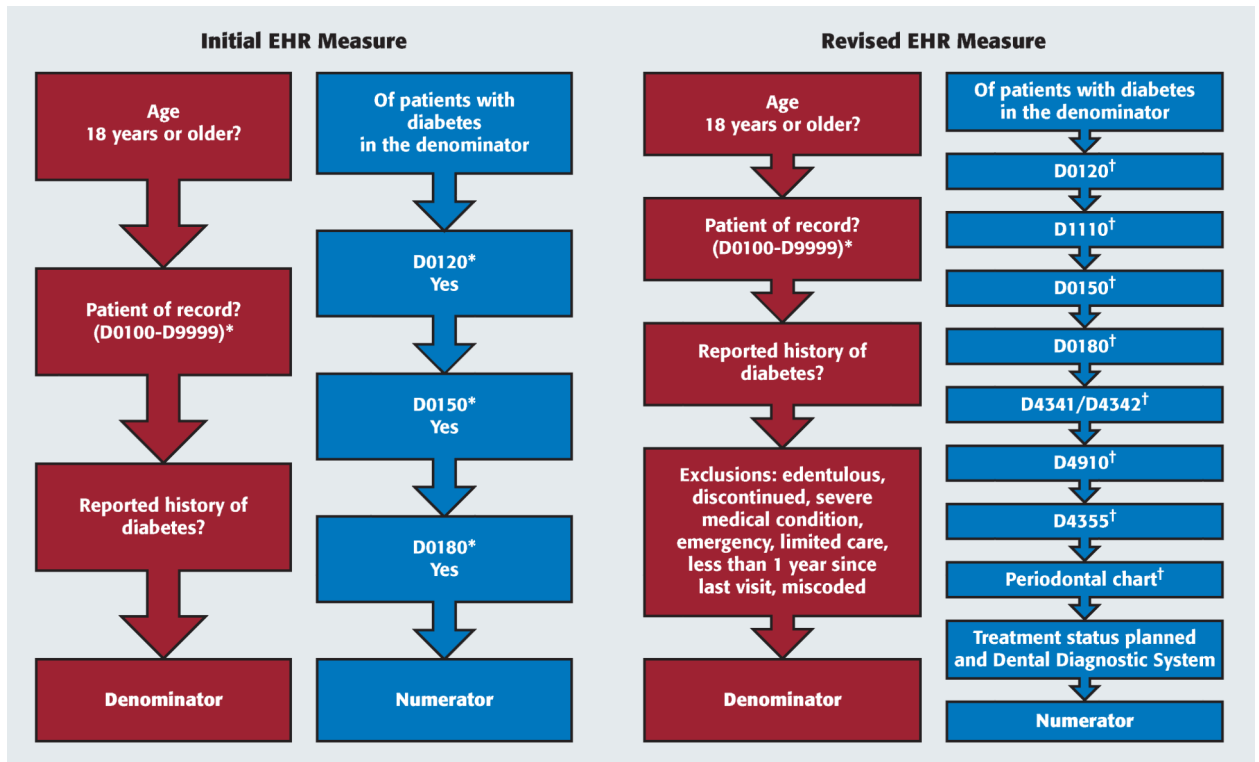 Initial EHR Measure
Age
18 years or older?
Patient of record?
(D0100-D9999)*
Reported history of
diabetes?
Denominator
Of patients with
diabetes
in the denominator
D0120*
Yes
D0150*
Yes
D0180*
Yes
Numerator
Revised EHR Measure
Age
18 years or older?
Patient of record?
(D0100-D9999)*
Reported history of
diabetes?
Exclusions: edentulous,
discontinued, severe
medical condition,
emergency, limited care,
less than 1 year since
last visit, miscoded
Denominator
Of patients with diabetes
in the denominator
D0120†
D1110†
D0150†
D0180†
D4341/D4342†
D4910†
D4355†
Periodontal chart†
Treatment status planned
and Dental Diagnostic System
Numerator